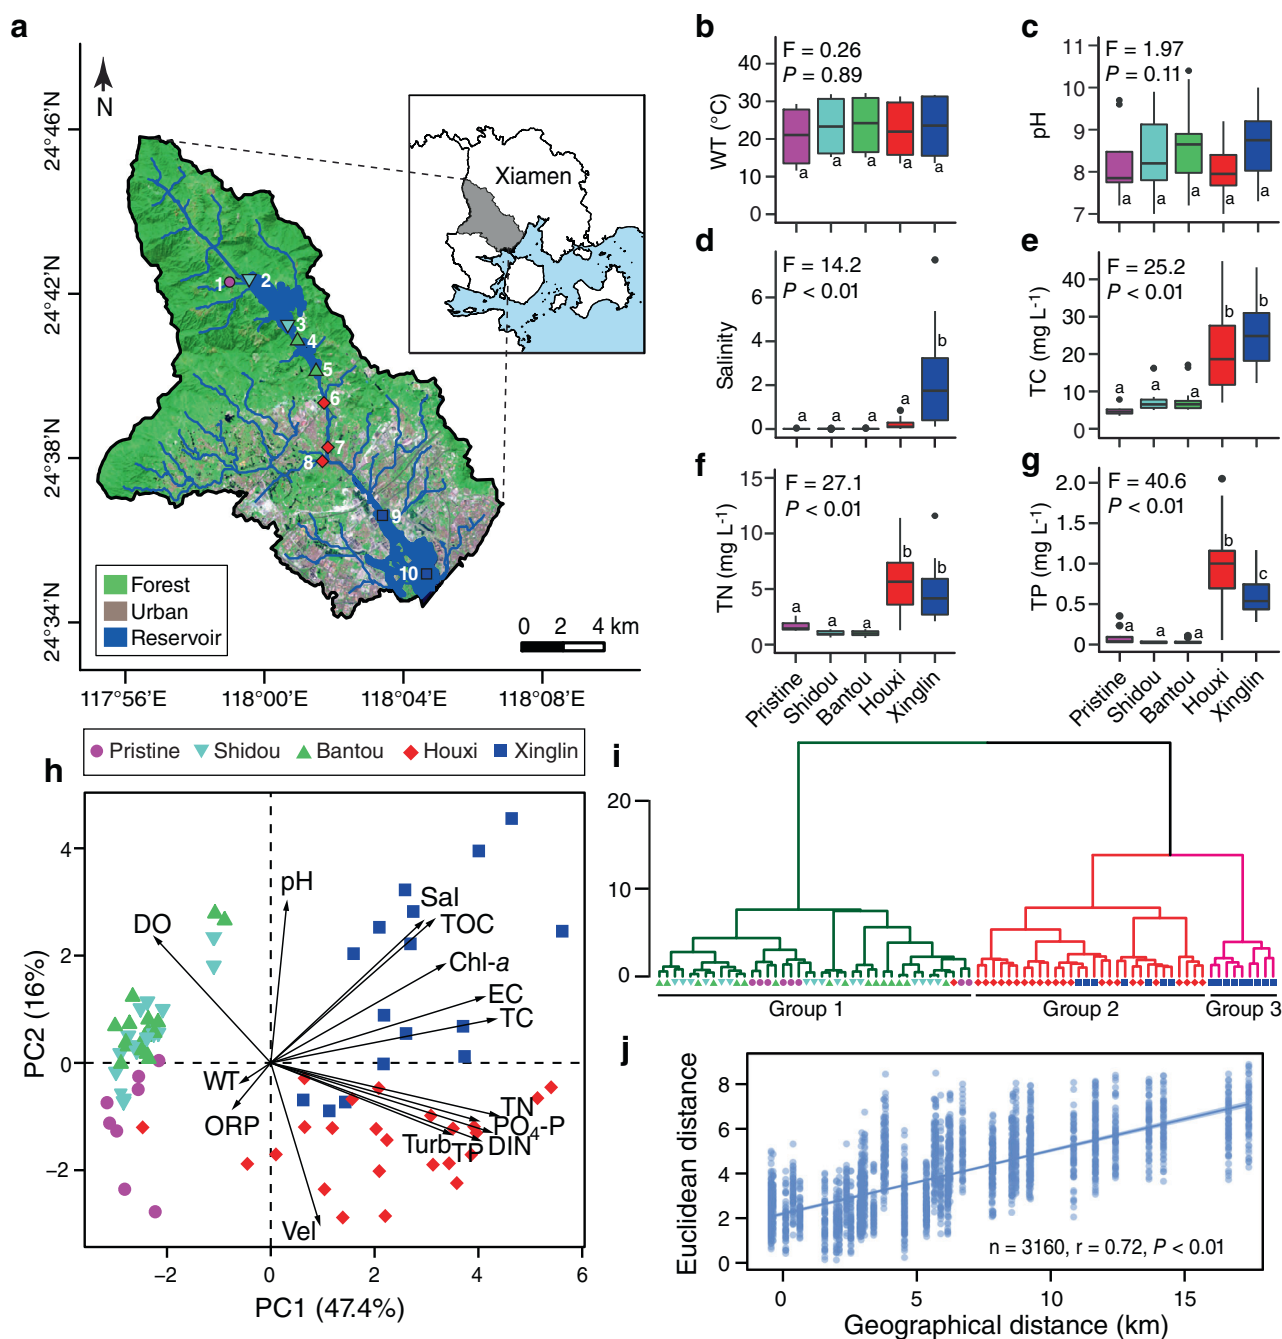 a
24°46'N
24°42'N
24°38'N
24°34'N
N
Xiamen
1
2
3
4
5
6
7
8
9
10
Forest
Urban
Reservoir
0 2 4 km
117°56'E 118°00'E 118°04'E 118°08'E
b
WT (°C)
40
30
20
10
0
F = 0.26
P = 0.89
a a a a a
c
pH
11
10
9
8
7
F = 1.97
P = 0.11
a a a a a
d
Salinity
6
4
2
0
F = 14.2
P < 0.01
a a a a b
e
TC (mg L-1)
40
30
20
10
0
F = 25.2
P < 0.01
a a a b b
f
TN (mg L-1)
15
10
5
0
F = 27.1
P < 0.01
a a a b b
Pristine Shidou Bantou Houxi Xinglin
g
TP (mg L-1)
2.0
1.5
1.0
0.5
0
F = 40.6
P < 0.01
a a a b c
Pristine Shidou Bantou Houxi Xinglin
Pristine Shidou Bantou Houxi Xinglin
h
PC2 (16%)
4
2
0
−2
DO
pH
Sal
TOC
Chl-a
EC
TC
WT
ORP
TN
PO4-P
Turb TP DIN
Vel
−2 0 2 4 6
PC1 (47.4%)
i
20
10
0
Group 1 Group 2 Group 3
j
Euclidean distance
8
6
4
2
0
n = 3160, r = 0.72, P < 0.01
0 5 10 15
Geographical distance (km)